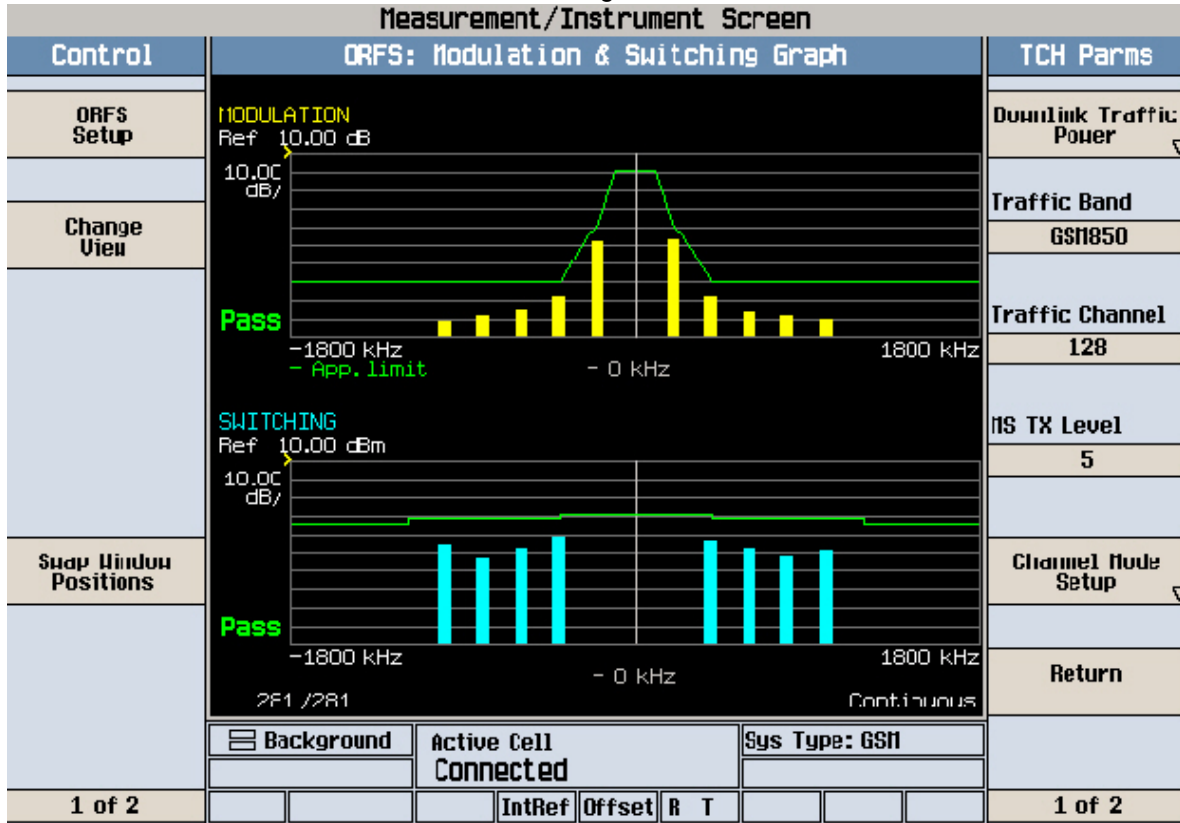 Measurement/Instrument Screen
Control
ORFS: Modulation & Switching Graph
TCH Parms
ORFS
Setup
Change
View
Swap Window
Positions
1 of 2
MODULATION
Ref 10.00 dB
10.00
dB/
Pass
-1800 kHz
1800 kHz
- App.limit
- 0 kHz
SWITCHING
Ref 10.00 dBm
10.00
dB/
Pass
-1800 kHz
1800 kHz
- 0 kHz
281 /281
Continuous
Background
Active Cell
Connected
Sys Type: GSM
IntRef
Offset
R T
Downlink Traffic
Power
Traffic Band
GSM850
Traffic Channel
128
MS TX Level
5
Channel Mode
Setup
Return
1 of 2